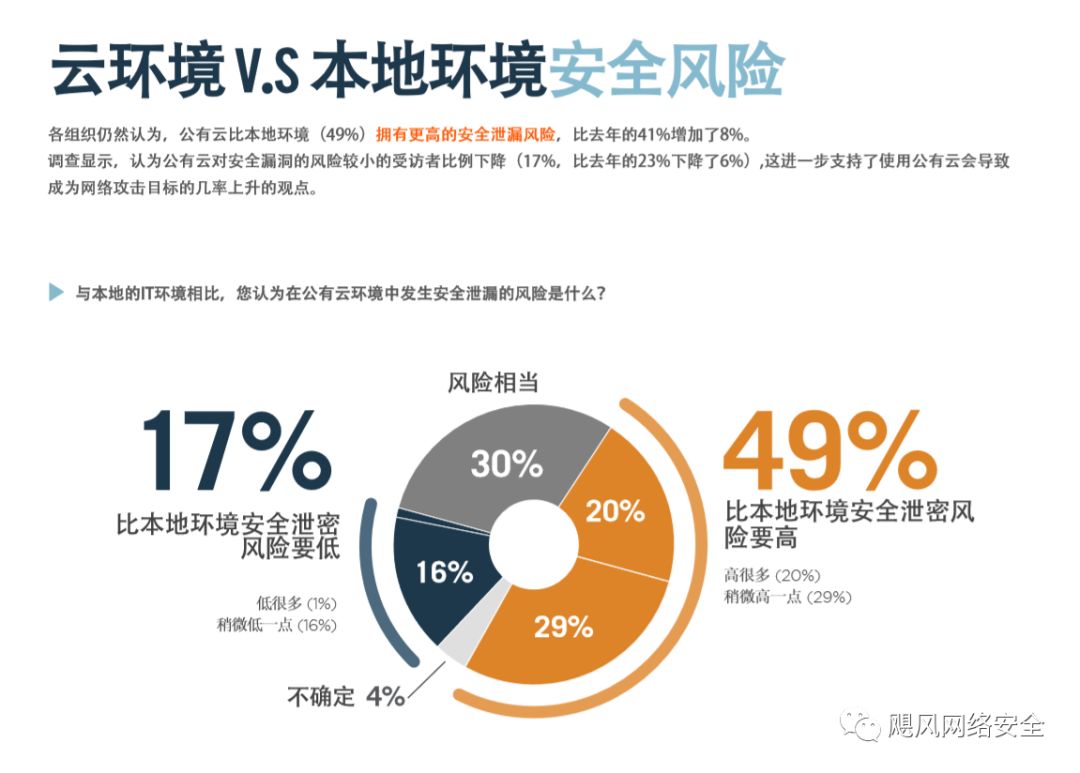 云环境 V.S 本地环境安全风险
各组织仍然认为，公有云比本地环境（49%）拥有更高的安全泄漏风险，比去年的41%增加了8%。
调查显示，认为公有云对安全漏洞的风险较小的受访者比例下降（17%，比去年的23%下降了6%）,这进一步支持了使用公有云会导致
成为网络攻击目标的几率上升的观点。
与本地的IT环境相比，您认为在公有云环境中发生安全泄漏的风险是什么？
风险相当
30%
20%
16%
29%
17%
比本地环境安全泄密
风险要低
低很多 (1%)
稍微低一点 (16%)
49%
比本地环境安全泄密风
险要高
高很多 (20%)
稍微高一点 (29%)
不确定 4%
飓风网络安全